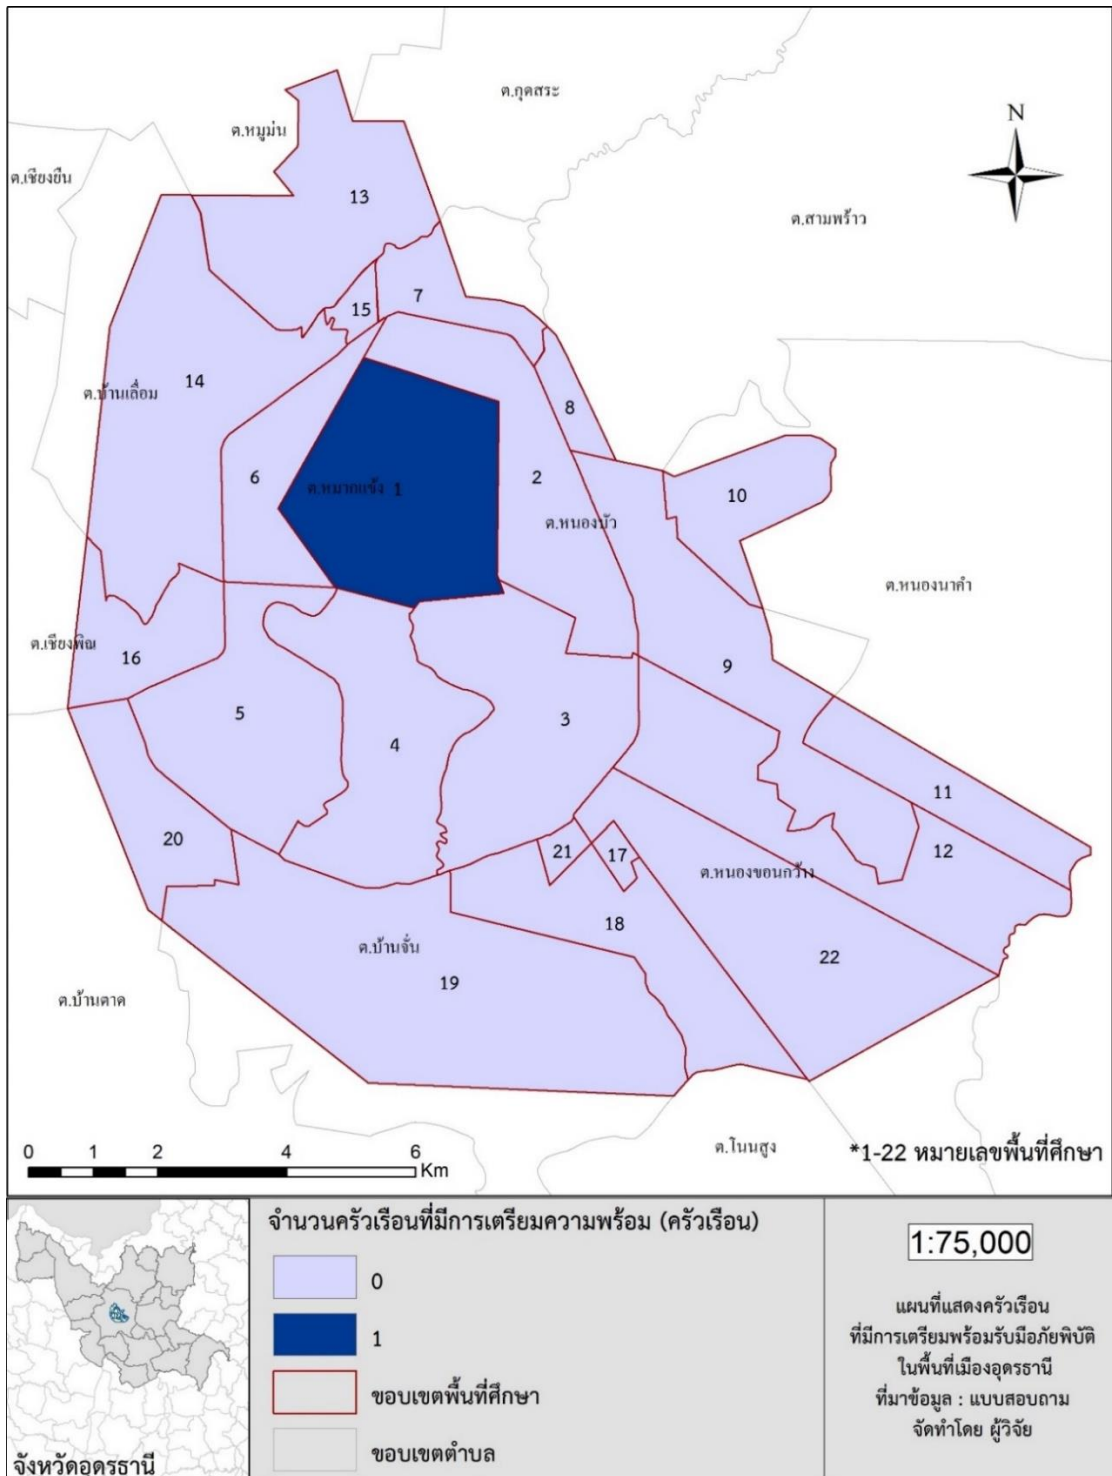 ต.กุดสระ
N
ต.หมูม่น
ต.เชียงยืน
13
ต.สามพร้าว
7
15
14
ต.บ้านเลื่อม
8
6
2
ต.หมากแข้ง 1
10
ต.หนองบัว
ต.หนองนาคำ
ต.เชียงพิณ
16
9
5
3
4
11
20
21
17
12
ต.หนองขอนกว้าง
18
ต.บ้านจั่น
22
19
ต.บ้านตาด
ต.โนนสูง
*1-22 หมายเลขพื้นที่ศึกษา
0 1 2 4 6
Km
จำนวนครัวเรือนที่มีการเตรียมความพร้อม (ครัวเรือน)
0
1
ขอบเขตพื้นที่ศึกษา
ขอบเขตตำบล
จังหวัดอุดรธานี
1:75,000
แผนที่แสดงครัวเรือน
ที่มีการเตรียมพร้อมรับมือภัยพิบัติ
ในพื้นที่เมืองอุดรธานี
ที่มาข้อมูล : แบบสอบถาม
จัดทำโดย ผู้วิจัย